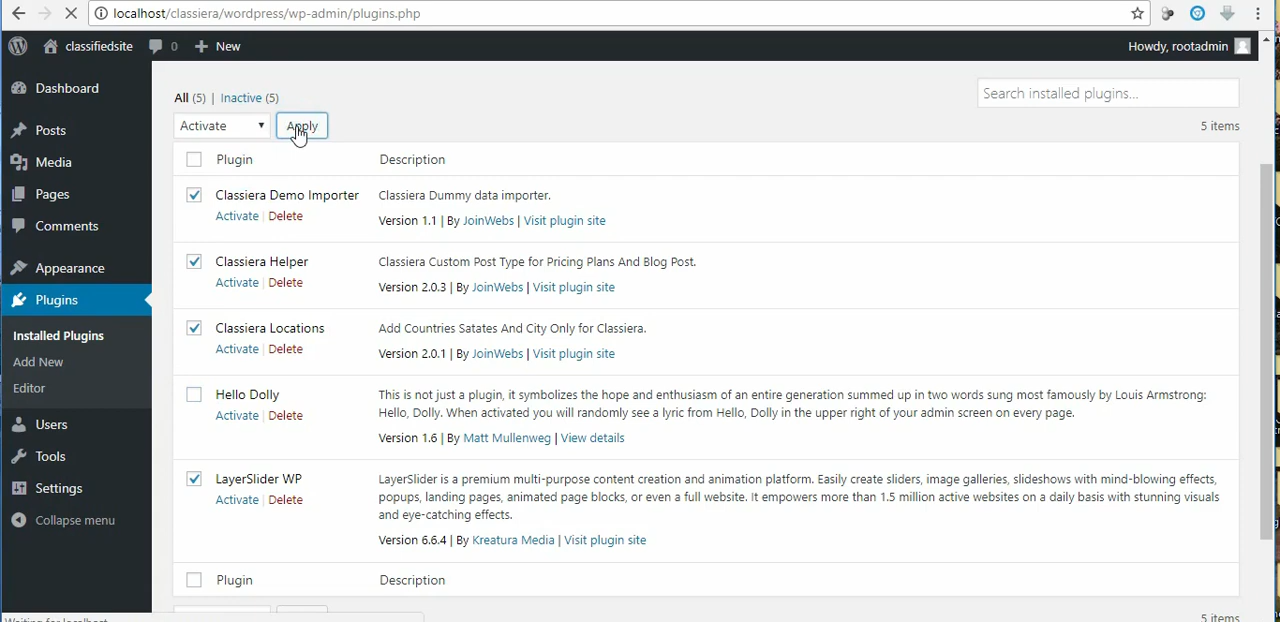 localhost/classiera/wordpress/wp-admin/plugins.php
classifiedsite 0 New Howdy, rootadmin
Dashboard
Posts
Media
Pages
Comments
Appearance
Plugins
Installed Plugins
Add New
Editor
Users
Tools
Settings
Collapse menu
All (5) | Inactive (5)
Search installed plugins...
Activate Apply 5 items
Plugin Description
Classiera Demo Importer Classiera Dummy data importer.
Activate | Delete Version 1.1 | By JoinWebs | Visit plugin site
Classiera Helper Classiera Custom Post Type for Pricing Plans And Blog Post.
Activate | Delete Version 2.0.3 | By JoinWebs | Visit plugin site
Classiera Locations Add Countries Satates And City Only for Classiera.
Activate | Delete Version 2.0.1 | By JoinWebs | Visit plugin site
Hello Dolly This is not just a plugin, it symbolizes the hope and enthusiasm of an entire generation summed up in two words sung most famously by Louis Armstrong:
Activate | Delete Hello, Dolly. When activated you will randomly see a lyric from Hello, Dolly in the upper right of your admin screen on every page.
Version 1.6 | By Matt Mullenweg | View details
LayerSlider WP LayerSlider is a premium multi-purpose content creation and animation platform. Easily create sliders, image galleries, slideshows with mind-blowing effects,
Activate | Delete popups, landing pages, animated page blocks, or even a full website. It empowers more than 1.5 million active websites on a daily basis with stunning visuals
and eye-catching effects.
Version 6.6.4 | By Kreatura Media | Visit plugin site
Plugin Description
5 items
Waiting for localhost